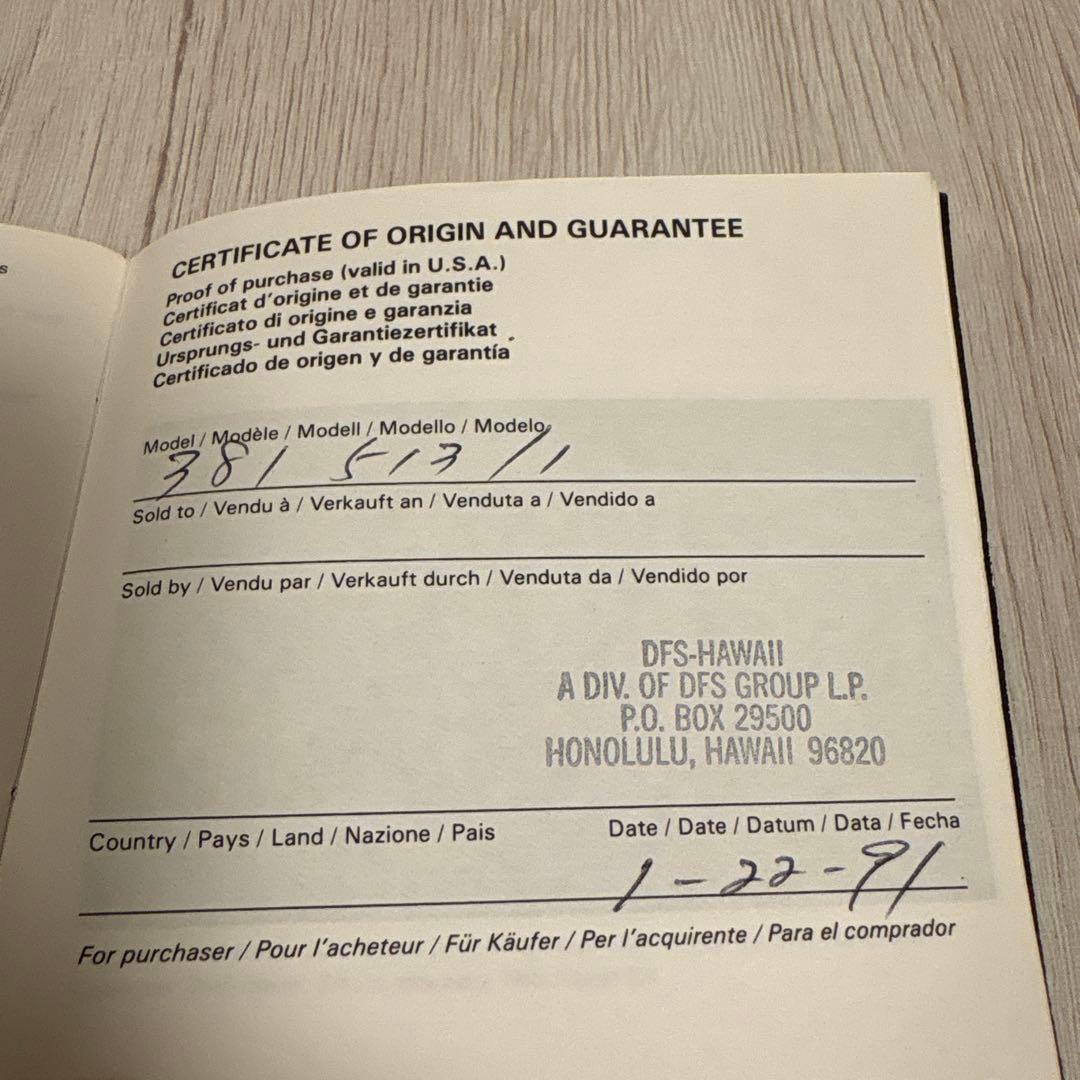 s
CERTIFICATE OF ORIGIN AND GUARANTEE
Proof of purchase (valid in U.S.A.)
Certificat d'origine et de garantie
Certificato di origine e garanzia
Ursprungs- und Garantiezertifikat
Certificado de origen y de garantía
Model / Modèle / Modell / Modello / Modelo
381 513 / 1
Sold to / Vendu à / Verkauft an / Venduta a / Vendido a
Sold by / Vendu par / Verkauft durch / Venduta da / Vendido por
DFS-HAWAII
A DIV. OF DFS GROUP L.P.
P.O. BOX 29500
HONOLULU, HAWAII 96820
Country / Pays / Land / Nazione / Pais
Date / Date / Datum / Data / Fecha
1-22-91
For purchaser / Pour l'acheteur / Für Käufer / Per l'acquirente / Para el comprador